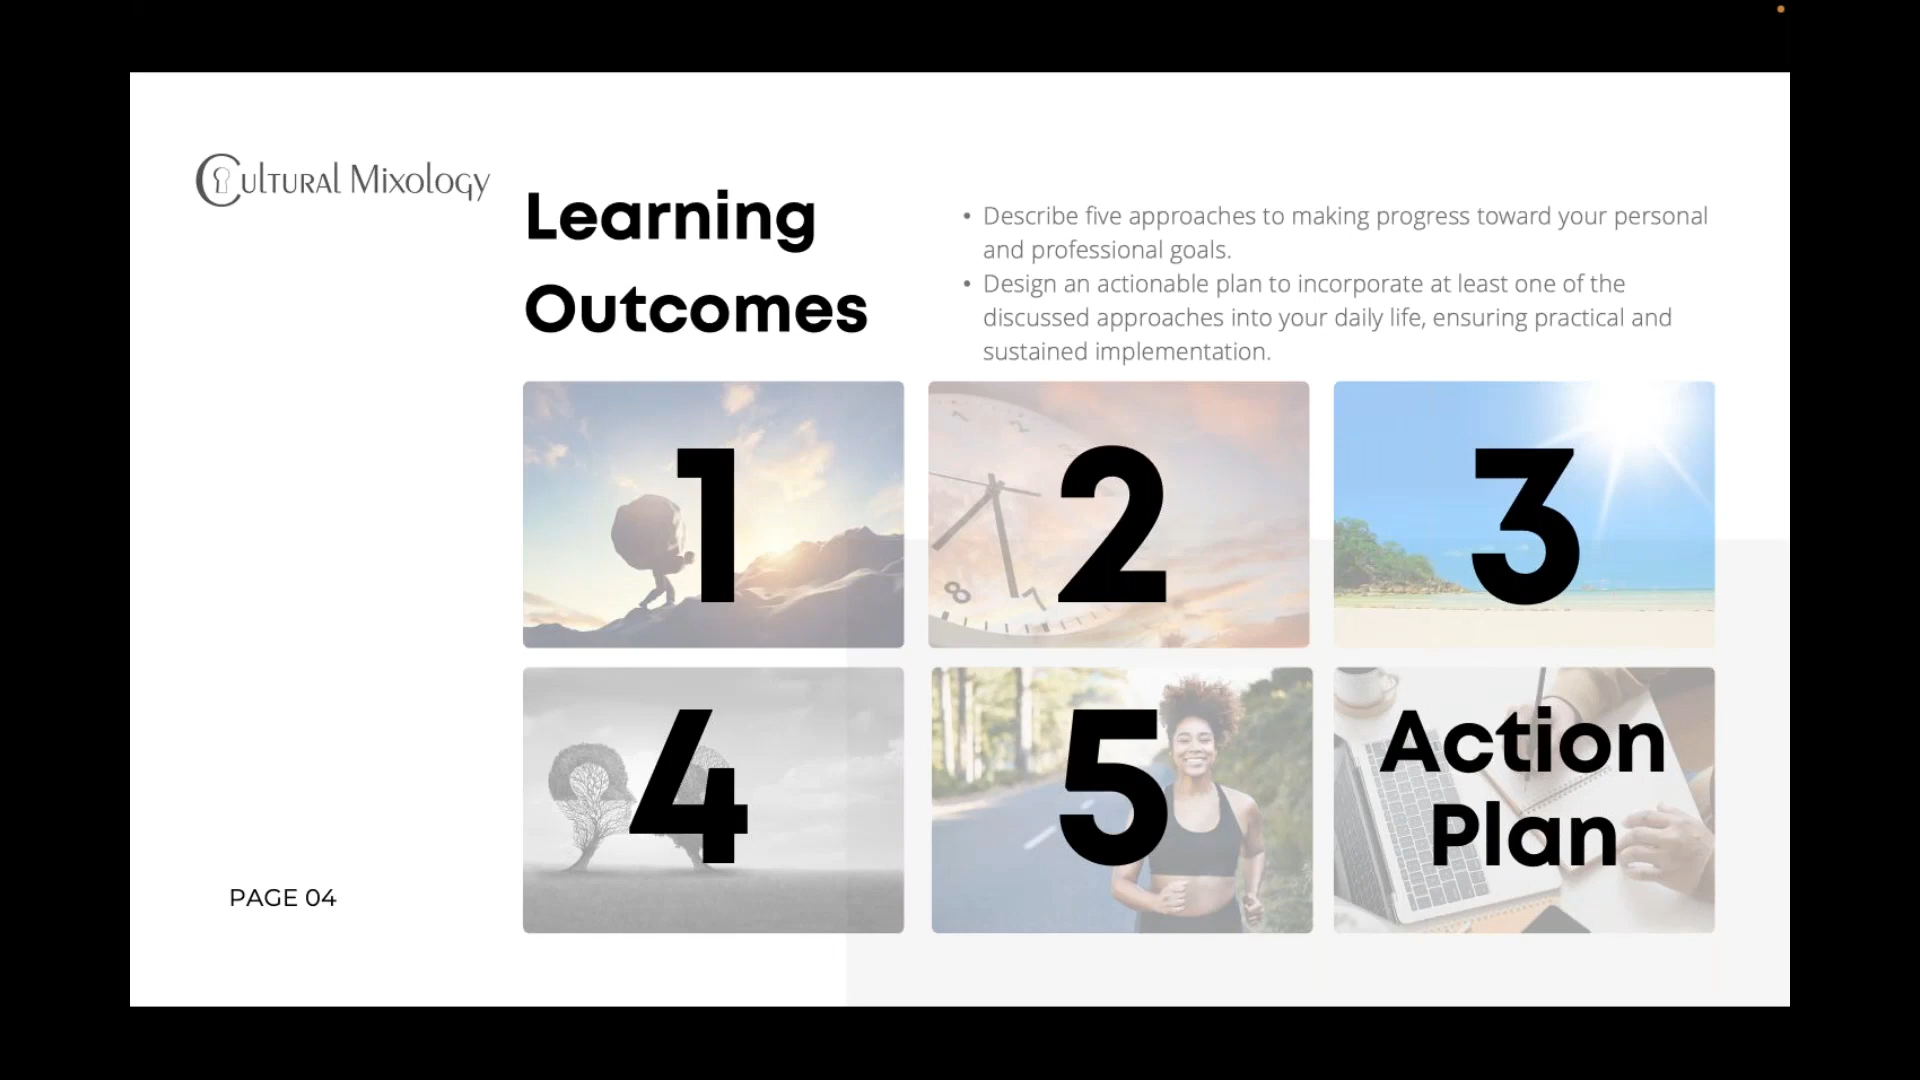 Cultural Mixology
Learning
Outcomes
• Describe five approaches to making progress toward your personal
and professional goals.
• Design an actionable plan to incorporate at least one of the
discussed approaches into your daily life, ensuring practical and
sustained implementation.
1
2
8
7
3
4
5
Action
Plan
PAGE 04